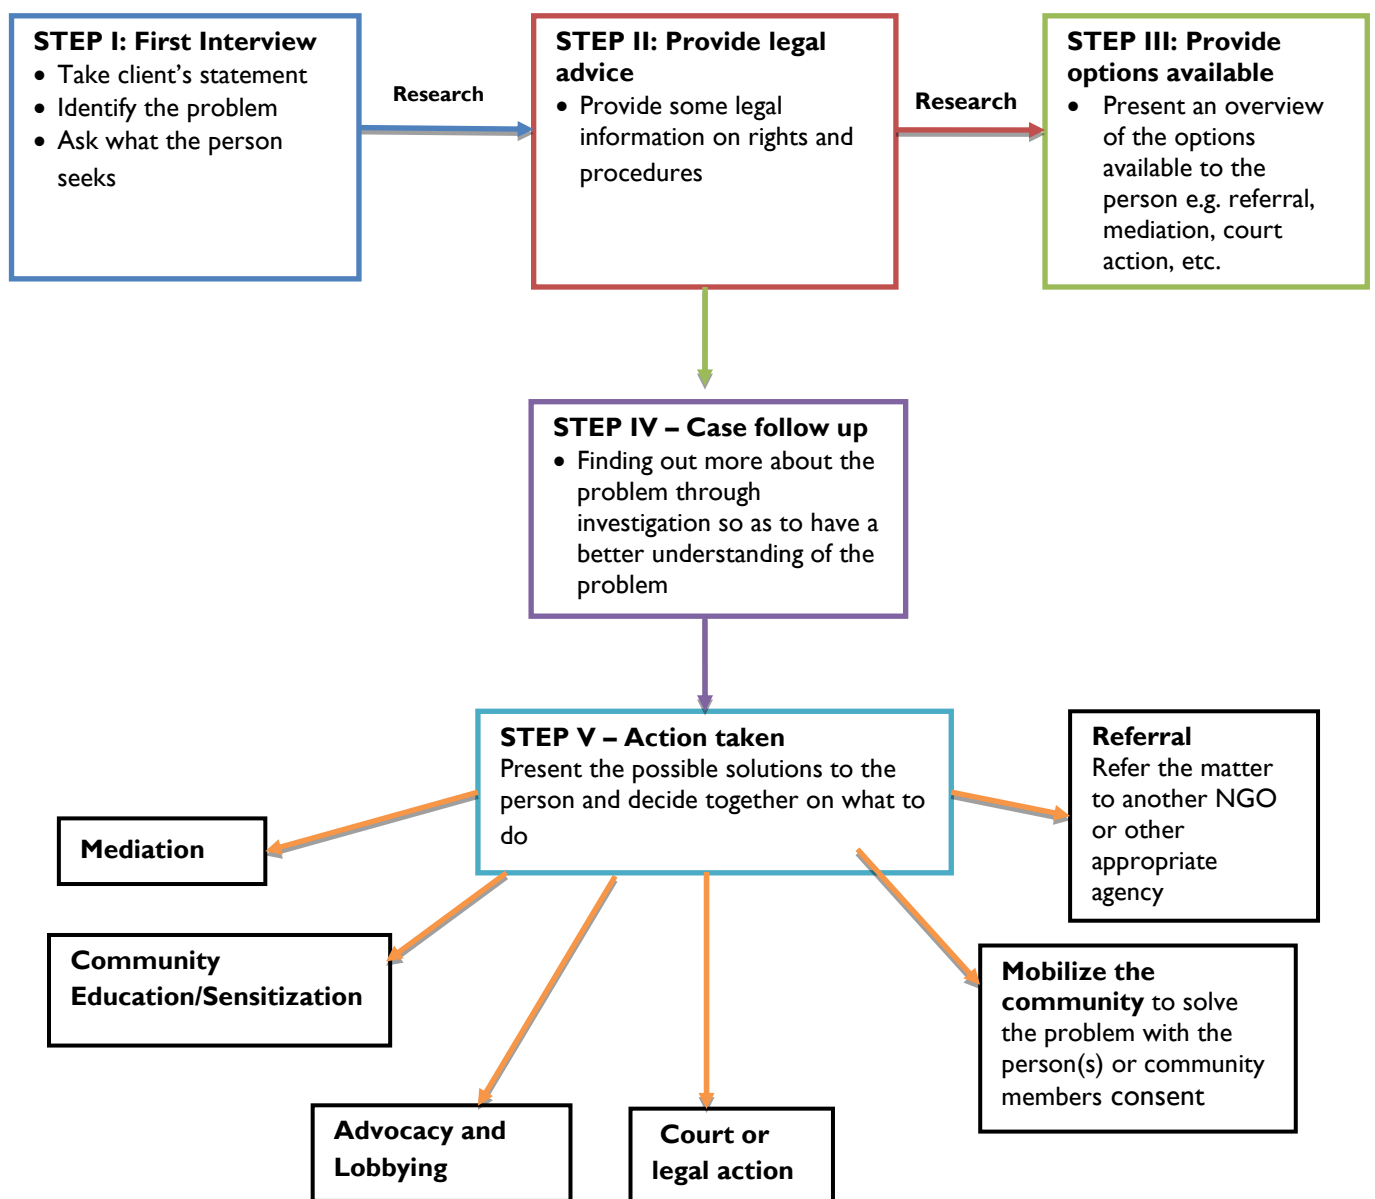 STEP I: First Interview
• Take client's statement
• Identify the problem
• Ask what the person
seeks
Research
STEP II: Provide legal
advice
• Provide some legal
information on rights and
procedures
Research
STEP III: Provide
options available
• Present an overview
of the options
available to the
person e.g. referral,
mediation, court
action, etc.
STEP IV – Case follow up
• Finding out more about the
problem through
investigation so as to have a
better understanding of the
problem
STEP V – Action taken
Present the possible solutions to the
person and decide together on what to
do
Referral
Refer the matter
to another NGO
or other
appropriate
agency
Mediation
Community
Education/Sensitization
Mobilize the
community to solve
the problem with the
person(s) or community
members consent
Advocacy and
Lobbying
Court or
legal action